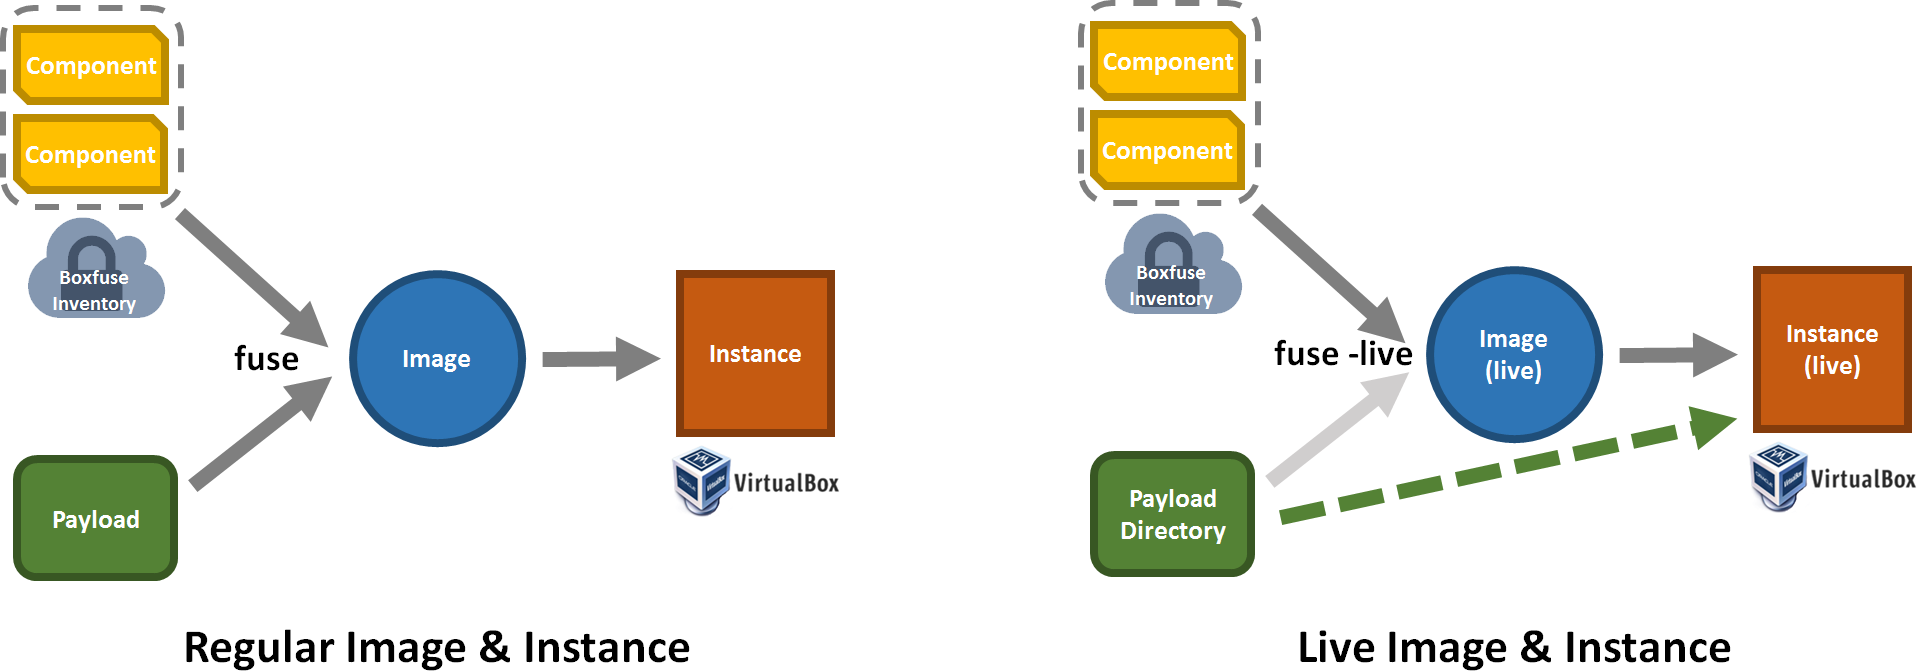 Component
Component
Boxfuse
Inventory
fuse
Image
Instance
VirtualBox
Payload
Regular Image & Instance
Component
Component
Boxfuse
Inventory
fuse -live
Image
(live)
Instance
(live)
VirtualBox
Payload
Directory
Live Image & Instance